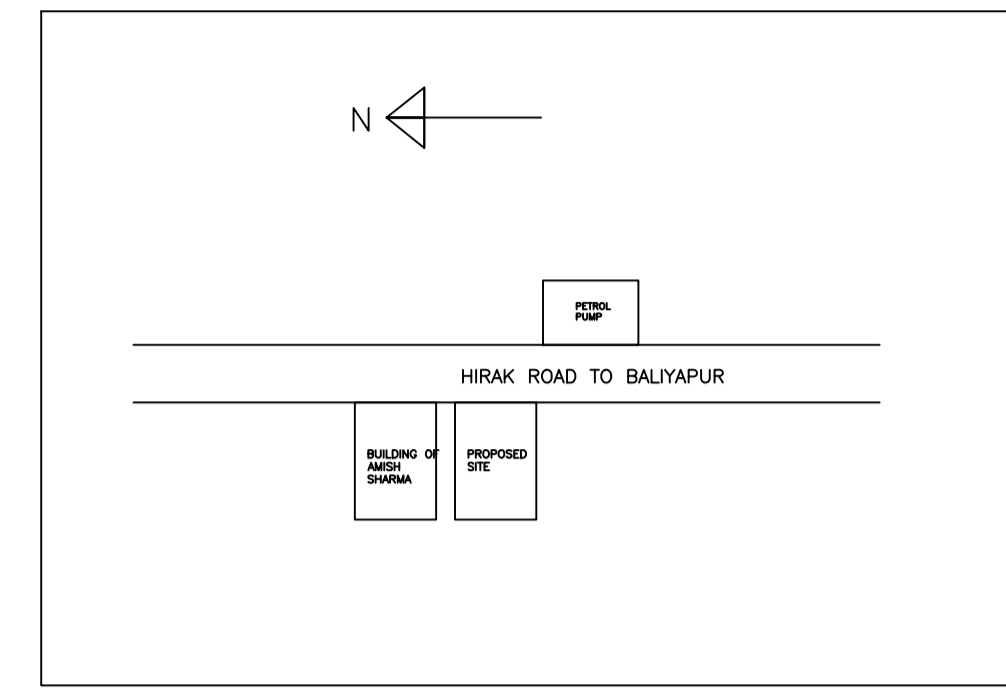 N
PETROL
PUMP
HIRAK ROAD TO BALIYAPUR
BUILDING OF
AMISH
SHARMA
PROPOSED
SITE